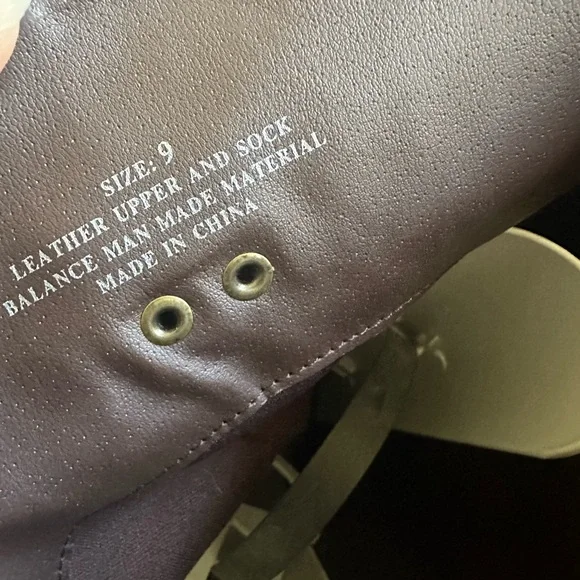 SIZE: 9
LEATHER UPPER AND SOCK
BALANCE MAN MADE MATERIAL
MADE IN CHINA